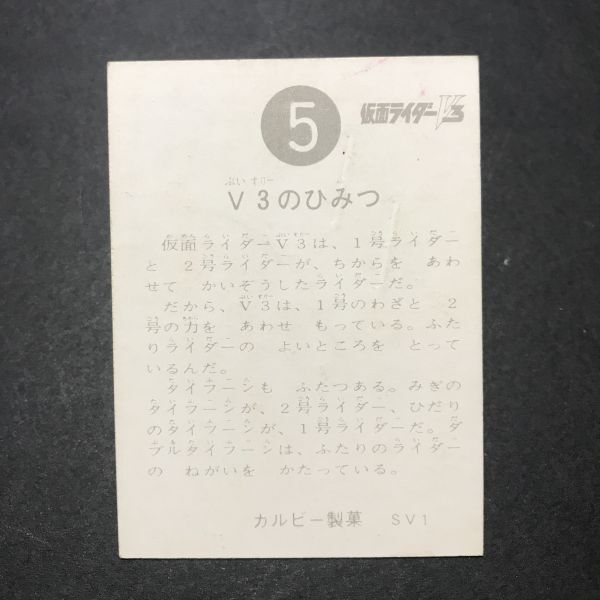 5
仮面ライダーV3
ぶいすりー
V3のひみつ
仮面ライダーV3は、1号ライダー
と 2号ライダーが、ちからを あわ
せて かいぞうしたライダーだ。
だから、V3は、1号のわざと 2
号の力を あわせ もっている。ふた
りライダーの よいところを とって
いるんだ。
タイフーンも ふたつある。みぎの
タイフーンが、2号ライダー、ひだり
のタイフーンが、1号ライダーだ。ダ
ブルタイフーンは、ふたりのライダー
の ねがいを かたっている。
カルビー製菓 SV1